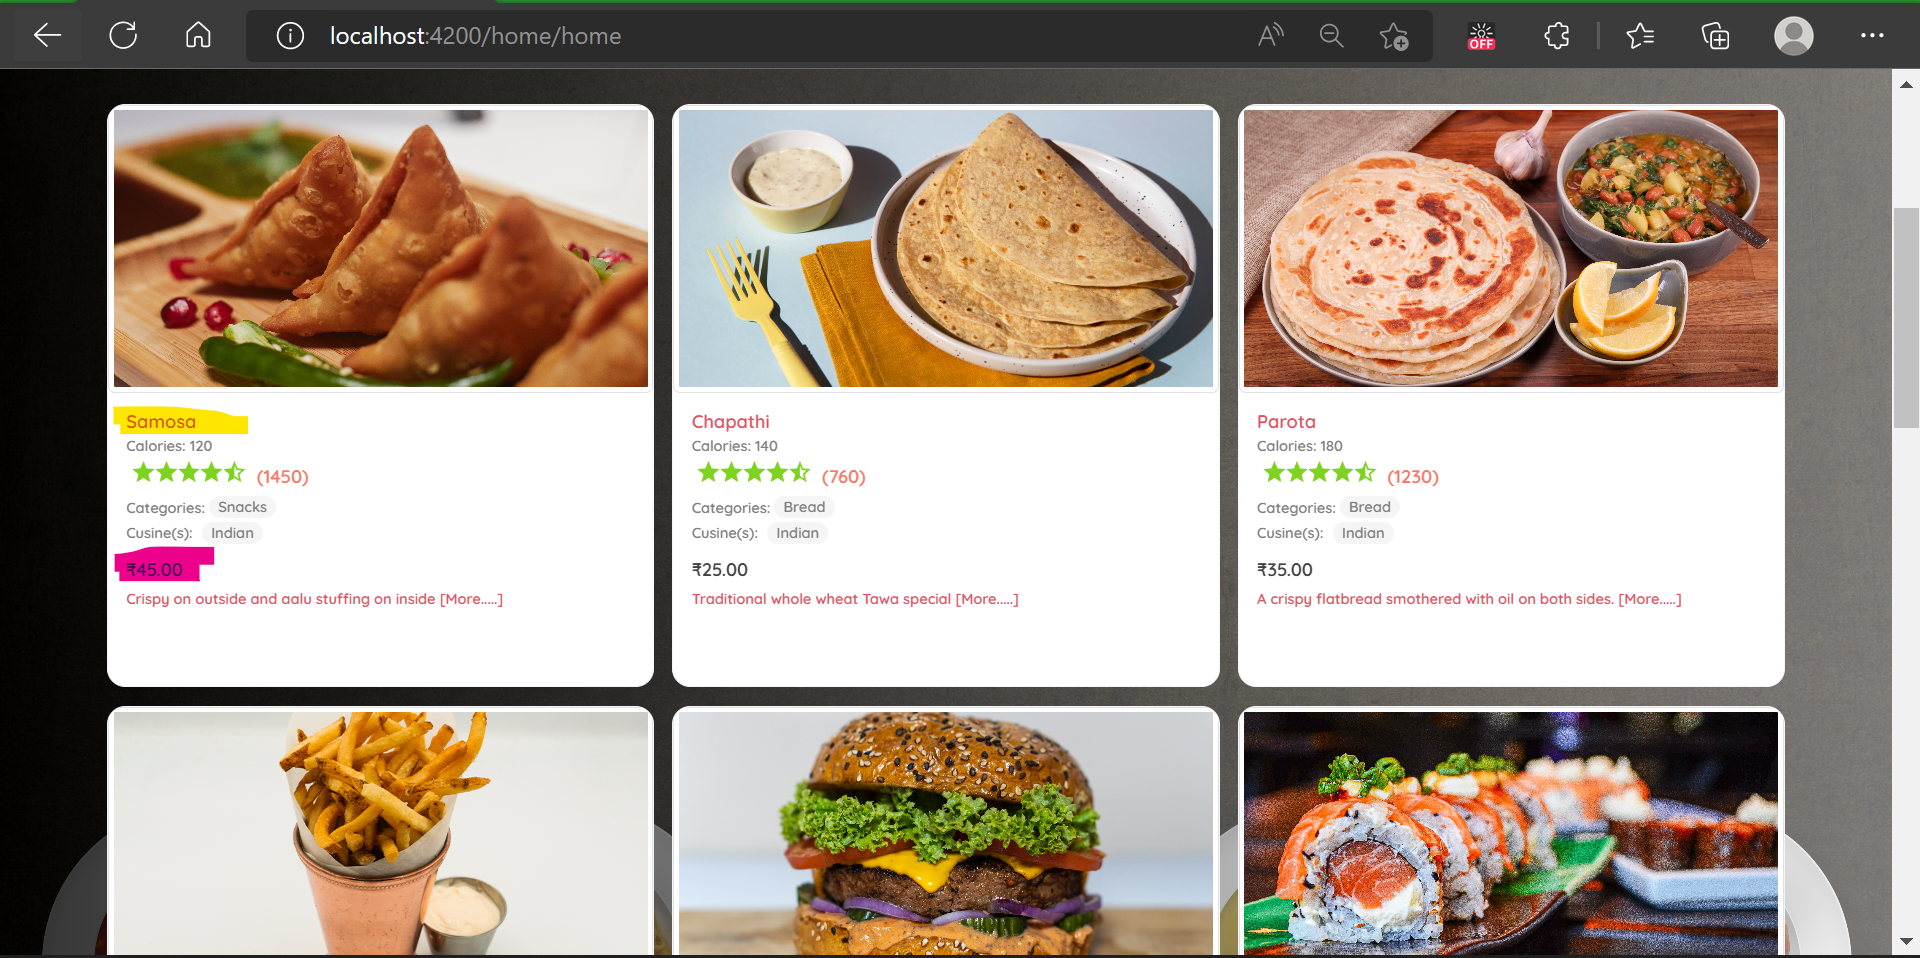 localhost:4200/home/home
OFF
Samosa
Calories: 120
(1450)
Categories: Snacks
Cusine(s): Indian
₹45.00
Crispy on outside and aalu stuffing on inside [More.....]
Chapathi
Calories: 140
(760)
Categories: Bread
Cusine(s): Indian
₹25.00
Traditional whole wheat Tawa special [More.....]
Parota
Calories: 180
(1230)
Categories: Bread
Cusine(s): Indian
₹35.00
A crispy flatbread smothered with oil on both sides. [More.....]